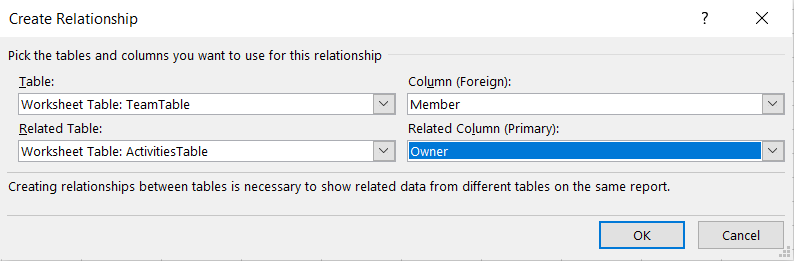 Create Relationship
?
Pick the tables and columns you want to use for this relationship
Table:
Column (Foreign):
Worksheet Table: TeamTable
Member
Related Table:
Related Column (Primary):
Worksheet Table: ActivitiesTable
Owner
Creating relationships between tables is necessary to show related data from different tables on the same report.
OK
Cancel